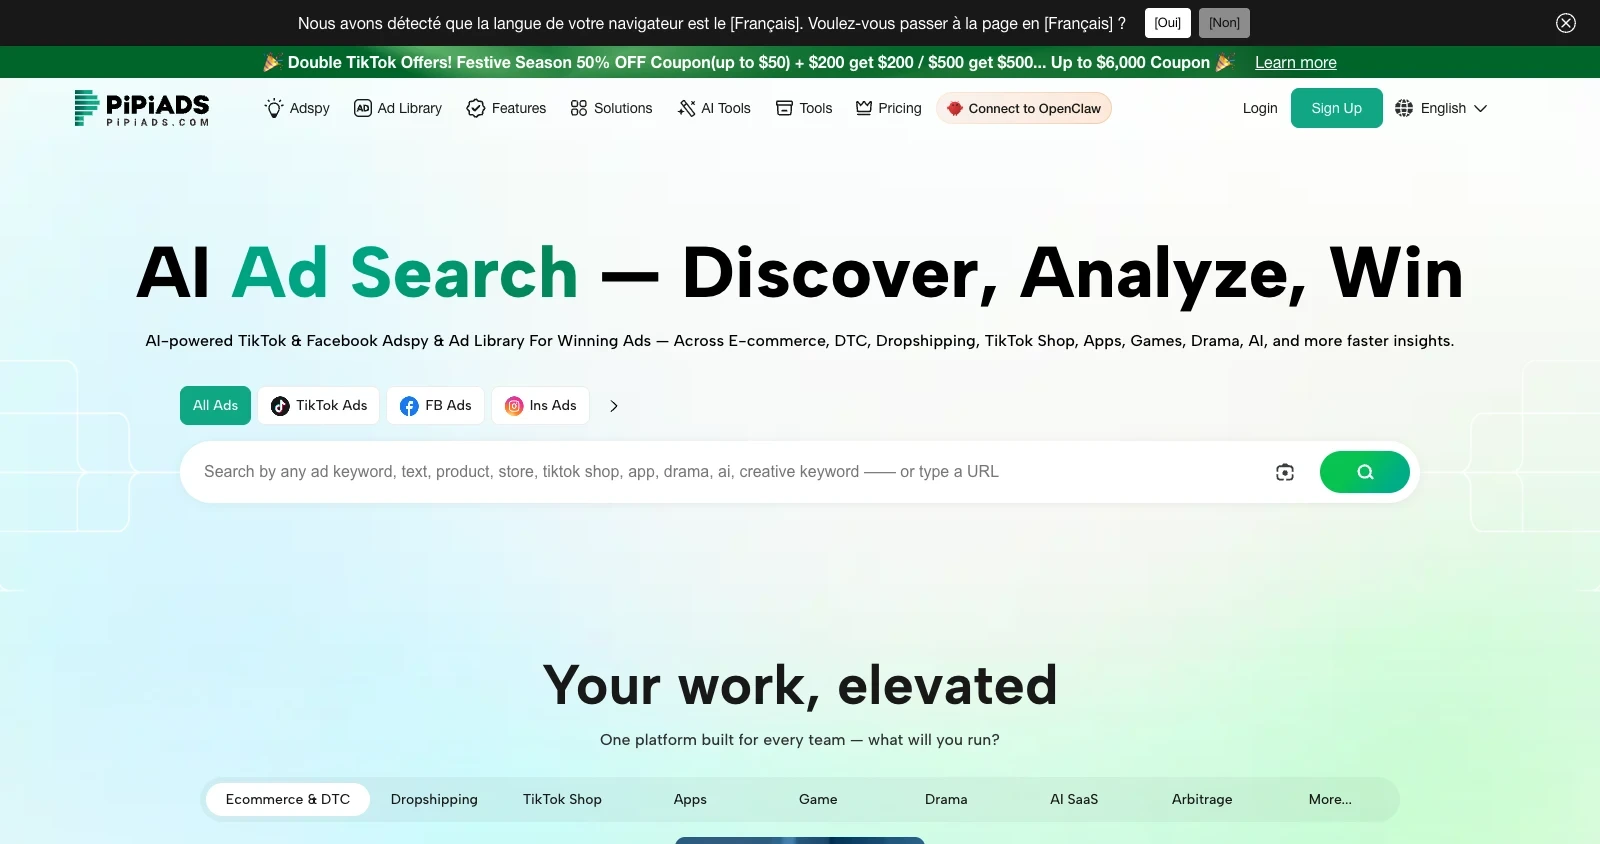 Nous avons détecté que la langue de votre navigateur est le [Français]. Voulez-vous passer à la page en [Français] ? [Oui] [Non]
🎉 Double TikTok Offers! Festive Season 50% OFF Coupon(up to $50) + $200 get $200 / $500 get $500... Up to $6,000 Coupon 🎉 Learn more
PiPiADS
PiPiADS.COM
Adspy AD Ad Library Features Solutions AI Tools Tools Pricing Connect to OpenClaw Login Sign Up English
AI Ad Search — Discover, Analyze, Win
AI-powered TikTok & Facebook Adspy & Ad Library For Winning Ads — Across E-commerce, DTC, Dropshipping, TikTok Shop, Apps, Games, Drama, AI, and more faster insights.
All Ads TikTok Ads FB Ads Ins Ads
Search by any ad keyword, text, product, store, tiktok shop, app, drama, ai, creative keyword —— or type a URL
Your work, elevated
One platform built for every team — what will you run?
Ecommerce & DTC Dropshipping TikTok Shop Apps Game Drama AI SaaS Arbitrage More...